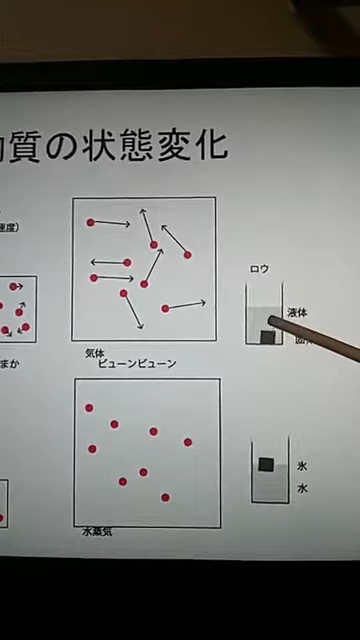 質の状態変化
速度)
ロウ
液体
まか
気体
ビューンビューン
氷
水
水蒸気